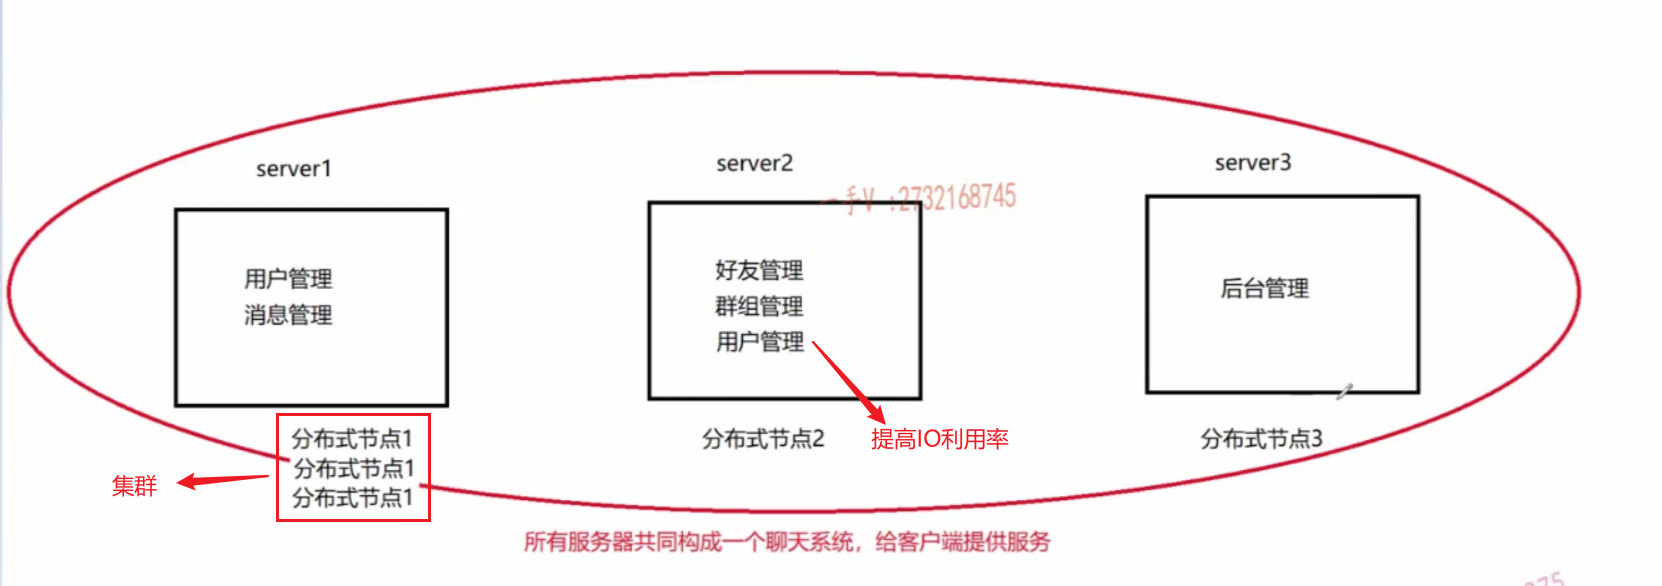 server1
server2
server3
一手V :2732168745
用户管理
消息管理
好友管理
群组管理
用户管理
后台管理
分布式节点1
分布式节点1
分布式节点1
集群
分布式节点2
提高IO利用率
分布式节点3
所有服务器共同构成一个聊天系统，给客户端提供服务